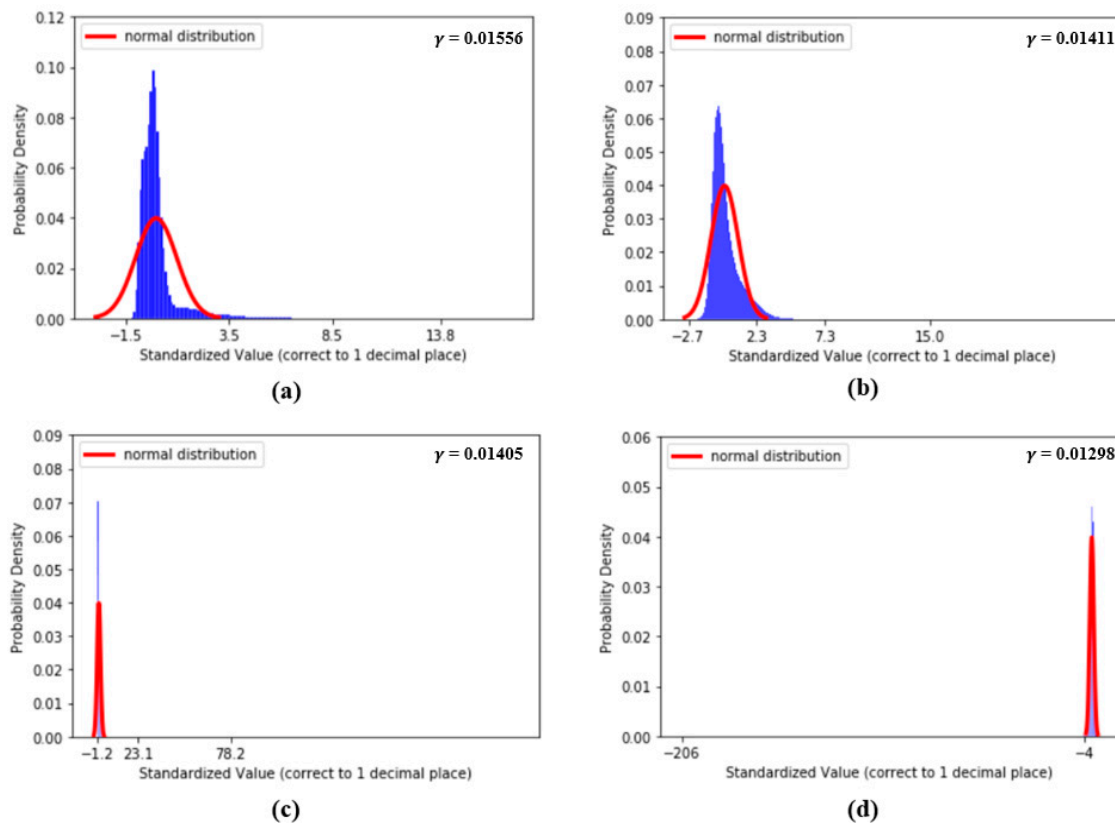 0.12
0.10
0.08
0.06
0.04
0.02
0.00
normal distribution
γ = 0.01556
Probability Density
−1.5 3.5 8.5 13.8
Standardized Value (correct to 1 decimal place)
(a)
0.09
0.08
0.07
0.06
0.05
0.04
0.03
0.02
0.01
0.00
normal distribution
γ = 0.01411
Probability Density
−2.7 2.3 7.3 15.0
Standardized Value (correct to 1 decimal place)
(b)
0.09
0.08
0.07
0.06
0.05
0.04
0.03
0.02
0.01
0.00
normal distribution
γ = 0.01405
Probability Density
−1.2 23.1 78.2
Standardized Value (correct to 1 decimal place)
(c)
0.06
0.05
0.04
0.03
0.02
0.01
0.00
normal distribution
γ = 0.01298
Probability Density
−206 −4
Standardized Value (correct to 1 decimal place)
(d)